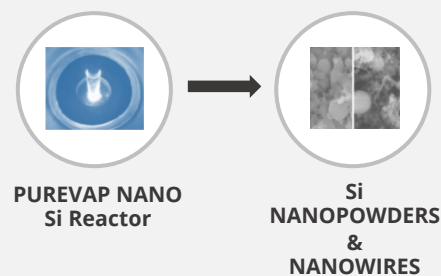 PUREVAP NANO
Si Reactor
Si
NANOPOWDERS
&
NANOWIRES